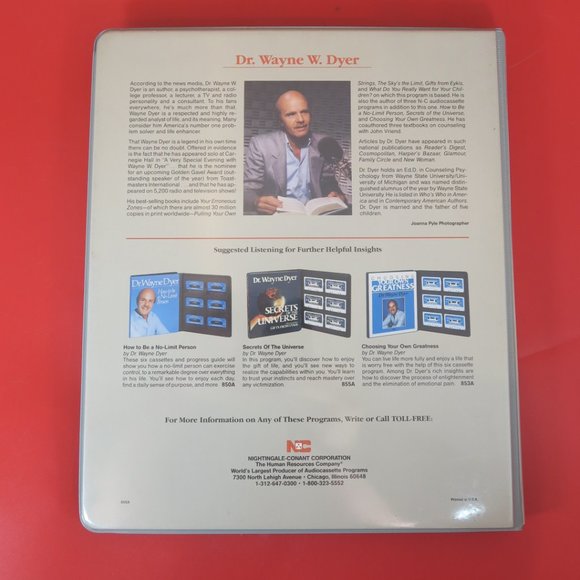 Dr. Wayne W. Dyer
According to the news media, Dr. Wayne W.
Dyer is an author, a psychotherapist, a col-
lege professor, a lecturer, a TV and radio
personality and a consultant. To his fans
everywhere, he's much more than that.
Wayne Dyer is a respected and highly re-
garded analyst of life, and its meaning. Many
consider him America's number one prob-
lem solver and life enhancer.
That Wayne Dyer is a legend in his own time
there can be no doubt. Offered in evidence
is the fact that he has appeared solo at Car-
negie Hall in "A Very Special Evening with
Wayne W. Dyer" . . . that he is the nominee
for an upcoming Golden Gavel Award (out-
standing speaker of the year) from Toast-
masters International . . . and that he has ap-
peared on 5,200 radio and television shows!
His best-selling books include Your Erroneous
Zones—of which there are almost 30 million
copies in print worldwide—Pulling Your Own
Strings, The Sky's the Limit, Gifts from Eykis,
and What Do You Really Want for Your Chil-
dren? on which this program is based. He is
also the author of three N-C audiocassette
programs in addition to this one: How to Be
a No-Limit Person, Secrets of the Universe,
and Choosing Your Own Greatness. He has
coauthored three textbooks on counseling
with John Vriend.
Articles by Dr. Dyer have appeared in such
national publications as Reader's Digest,
Cosmopolitan, Harper's Bazaar, Glamour,
Family Circle and New Woman.
Dr. Dyer holds an Ed.D. in Counseling Psy-
chology from Wayne State University/Uni-
versity of Michigan and was named distin-
guished alumnus of the year by Wayne State
University. He is listed in Who's Who in Amer-
ica and in Contemporary American Authors.
Dr. Dyer is married and the father of five
children.
Joanna Pyle Photographer
Suggested Listening for Further Helpful Insights
Dr. Wayne Dyer
How to be a
No-Limit
Person
Dr. Wayne Dyer
SECRETS
OF THE
UNIVERSE
CHOOSING
YOUR OWN
GREATNESS
How to Be a No-Limit Person
by Dr. Wayne Dyer
These six cassettes and progress guide will
show you how a no-limit person can exercise
control to a remarkable degree over everything
in his life. You'll see how to enjoy each day,
find a daily sense of purpose, and more. 850A
Secrets Of The Universe
by Dr. Wayne Dyer
In this program, you'll discover how to enjoy
the gift of life; and you'll see new ways to
realize the capabilities within you. You'll learn
to trust your instincts and reach mastery over
any victimization. 855A
Choosing Your Own Greatness
by Dr. Wayne Dyer
You can live life more fully and enjoy a life that
is worry free with the help of this six cassette
program. Among Dr. Dyer's rich insights are
how to discover the process of enlightenment
and the elimination of emotional pain. 853A
For More Information on Any of These Programs, Write or Call TOLL-FREE:
NC
NIGHTINGALE-CONANT CORPORATION
The Human Resources Company®
World's Largest Producer of Audiocassette Programs
7300 North Lehigh Avenue • Chicago, Illinois 60648
1-312-647-0300 • 1-800-323-5552
Printed in U.S.A.